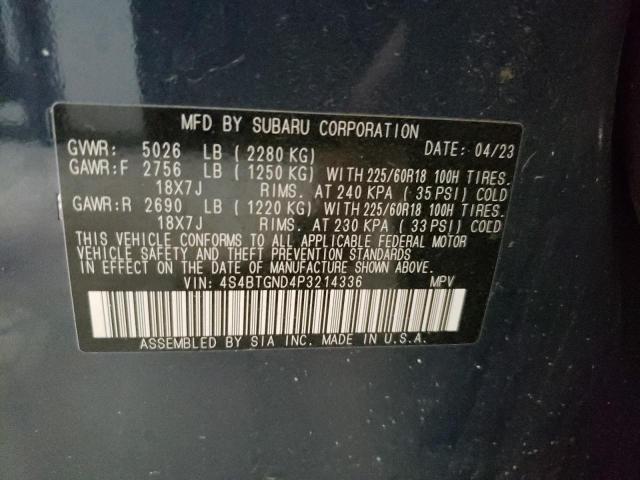 MFD. BY SUBARU CORPORATION
GVWR: 5026 LB (2280 KG) DATE: 04/23
GAWR:F 2756 LB (1250 KG) WITH 225/60R18 100H TIRES.
18X7J RIMS. AT 240 KPA (35 PSI) COLD
GAWR:R 2690 LB (1220 KG) WITH 225/60R18 100H TIRES.
18X7J RIMS. AT 230 KPA (33 PSI) COLD
THIS VEHICLE CONFORMS TO ALL APPLICABLE FEDERAL MOTOR
VEHICLE SAFETY AND THEFT PREVENTION STANDARDS
IN EFFECT ON THE DATE OF MANUFACTURE SHOWN ABOVE.
VIN: 4S4BTGND4P3214336 MPV
ASSEMBLED BY SIA INC. MADE IN U.S.A.